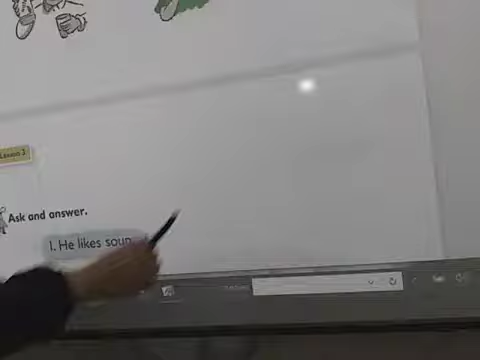 Lesson 3
Ask and answer.
1. He likes soup